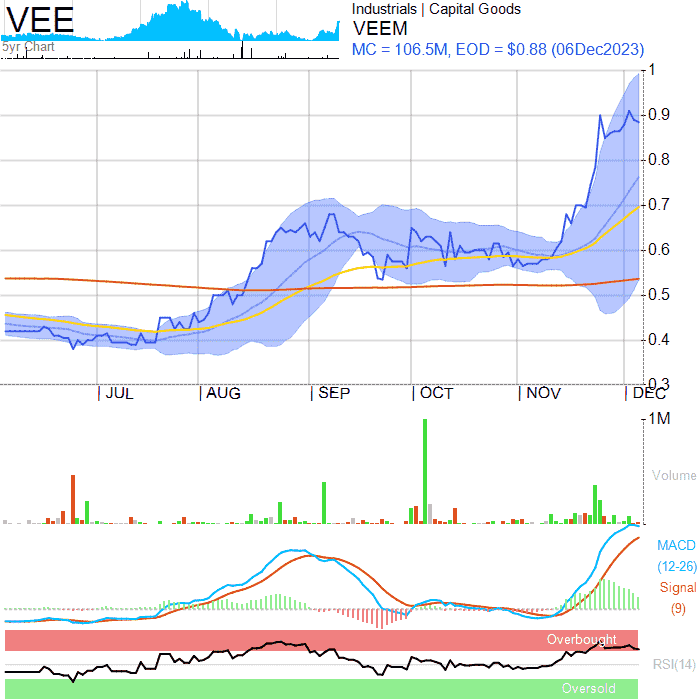 VEE
5yr Chart
Industrials | Capital Goods
VEEM
MC = 106.5M, EOD = $0.88 (06Dec2023)
1
0.9
0.8
0.7
0.6
0.5
0.4
0.3
JUL AUG SEP OCT NOV DEC
1M
Volume
MACD
(12-26)
Signal
(9)
Overbought
RSI(14)
Oversold